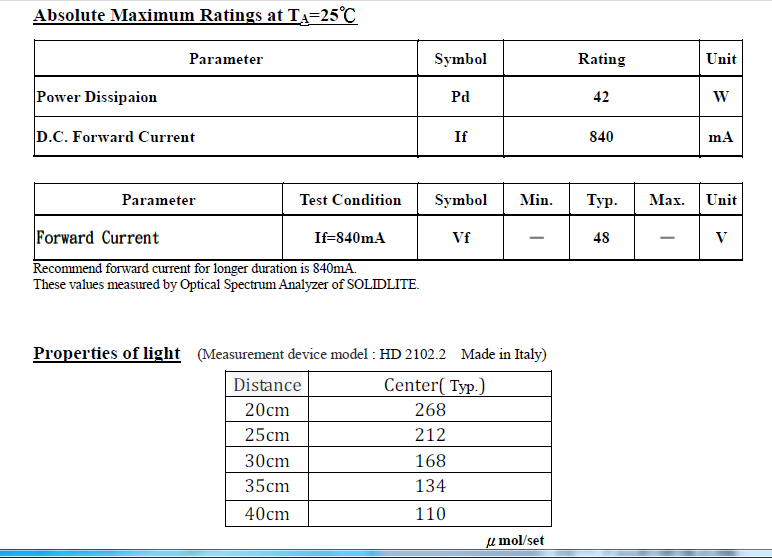 Absolute Maximum Ratings at TA=25℃
Parameter Symbol Rating Unit
Power Dissipaion Pd 42 W
D.C. Forward Current If 840 mA
Parameter Test Condition Symbol Min. Typ. Max. Unit
Forward Current If=840mA Vf — 48 — V
Recommend forward current for longer duration is 840mA.
These values measured by Optical Spectrum Analyzer of SOLIDLITE.
Properties of light (Measurement device model : HD 2102.2 Made in Italy)
Distance Center( Typ.)
20cm 268
25cm 212
30cm 168
35cm 134
40cm 110
μ mol/set